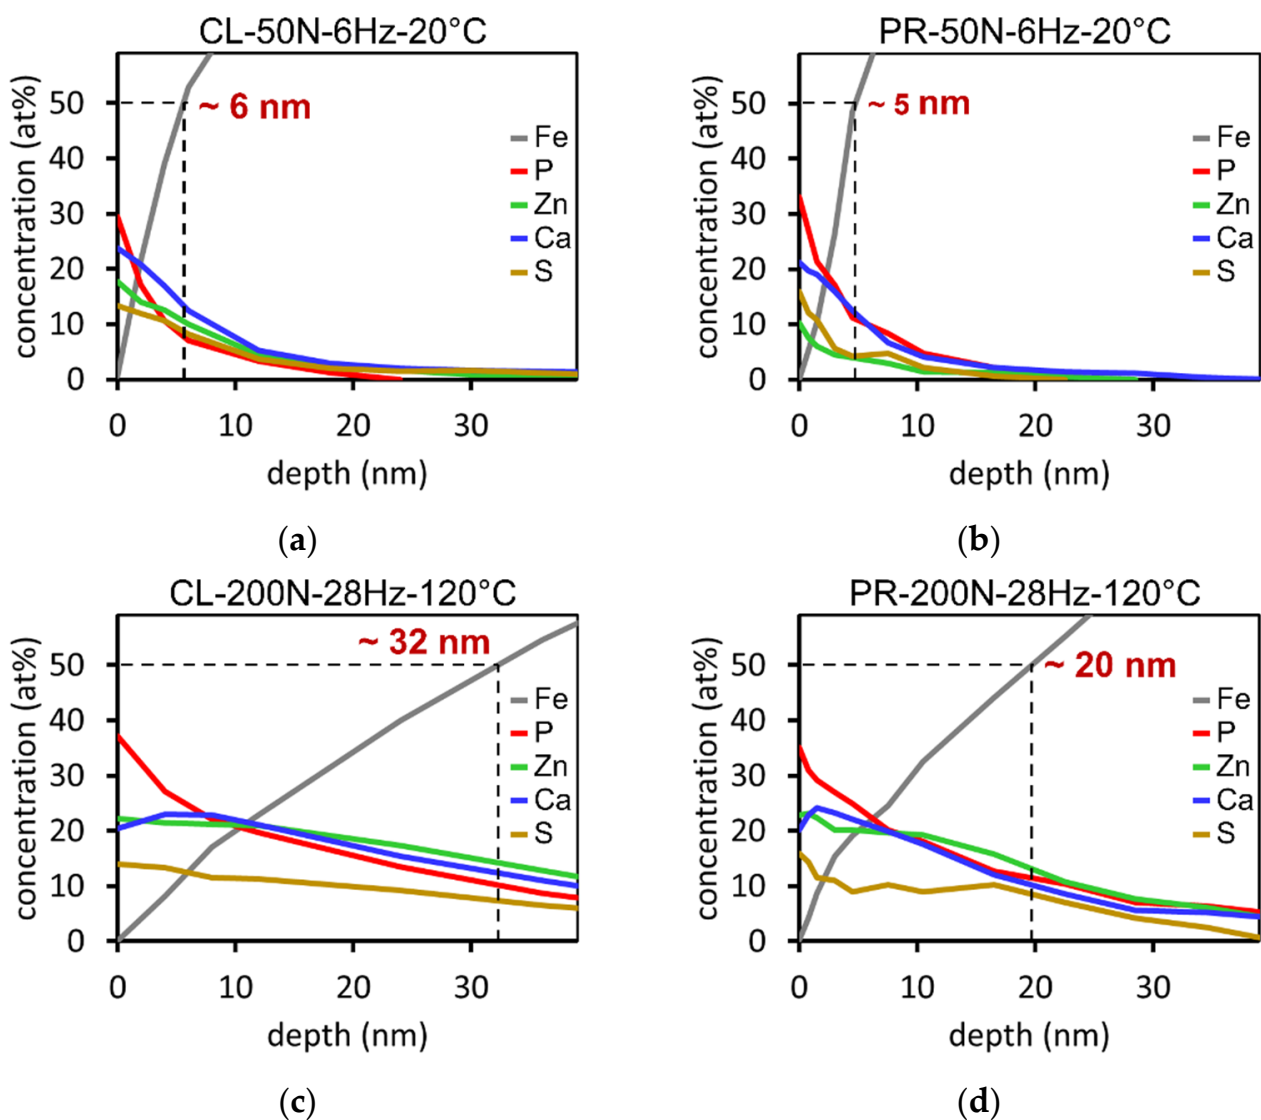 CL-50N-6Hz-20°C
concentration (at%)
50
40
30
20
10
0
~ 6 nm
Fe
P
Zn
Ca
S
0 10 20 30
depth (nm)
(a)
PR-50N-6Hz-20°C
concentration (at%)
50
40
30
20
10
0
~ 5 nm
Fe
P
Zn
Ca
S
0 10 20 30
depth (nm)
(b)
CL-200N-28Hz-120°C
concentration (at%)
50
40
30
20
10
0
~ 32 nm
Fe
P
Zn
Ca
S
0 10 20 30
depth (nm)
(c)
PR-200N-28Hz-120°C
concentration (at%)
50
40
30
20
10
0
~ 20 nm
Fe
P
Zn
Ca
S
0 10 20 30
depth (nm)
(d)